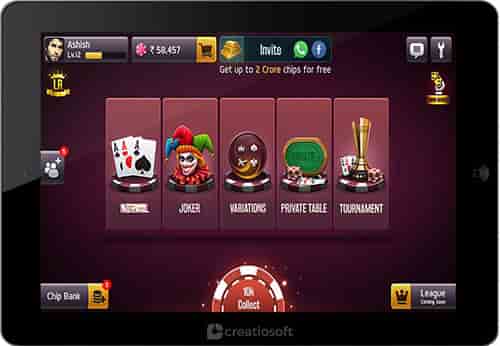 Ashish
Lv.12
₹ 58,457
Invite
Get up to 2 Crore chips for free
LR
JOKER
VARIATIONS
PRIVATE TABLE
TOURNAMENT
Chip Bank
Collect
League
Coming soon
creatiosoft